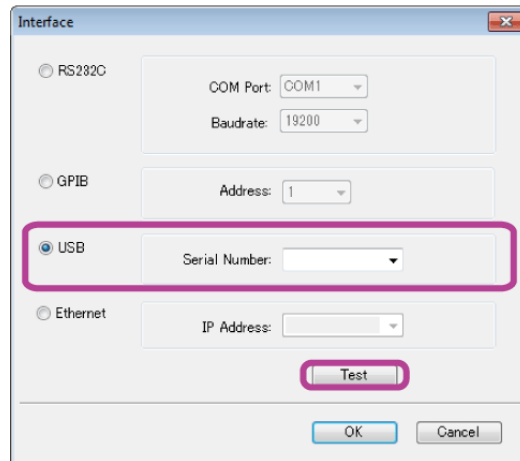 Interface
RS232C
COM Port: COM1
Baudrate: 19200
GPIB
Address: 1
USB
Serial Number:
Ethernet
IP Address:
Test
OK Cancel